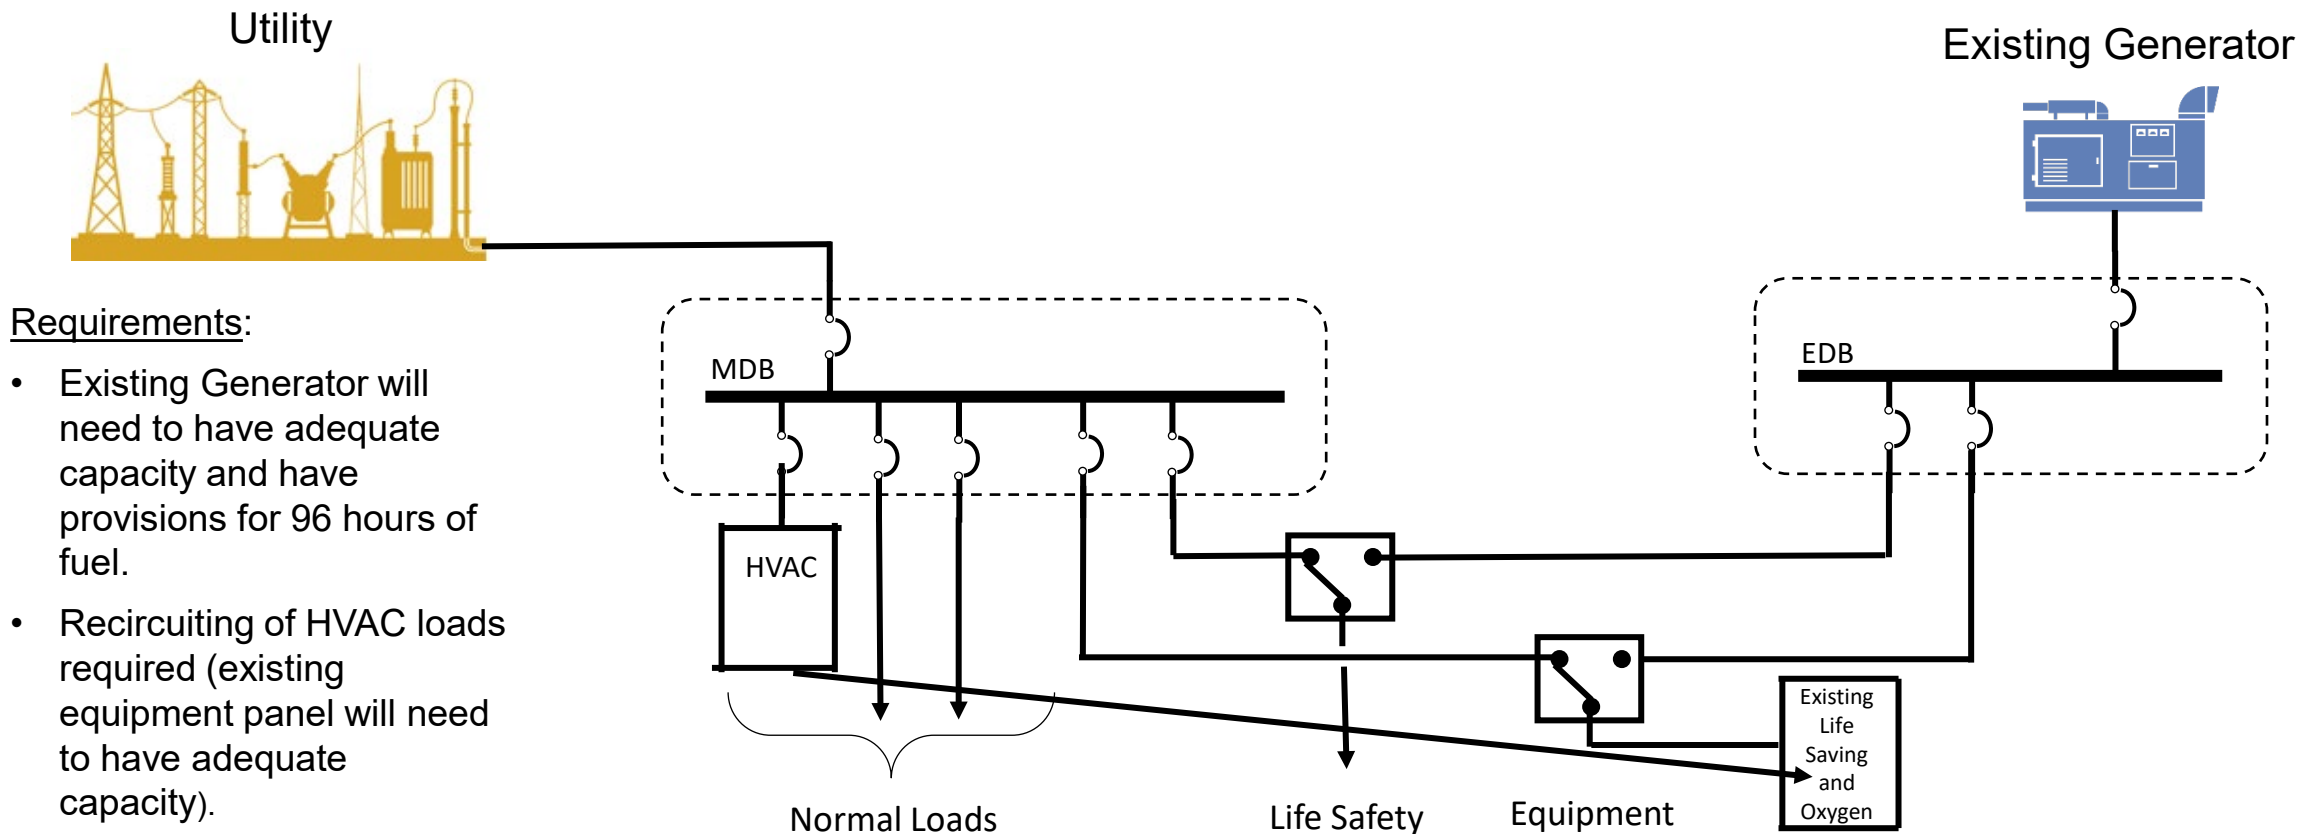 Utility
Existing Generator
Requirements:
• Existing Generator will
need to have adequate
capacity and have
provisions for 96 hours of
fuel.
• Recircuiting of HVAC loads
required (existing
equipment panel will need
to have adequate
capacity).
MDB
EDB
HVAC
Existing
Life
Saving
and
Oxygen
Normal Loads
Life Safety
Equipment